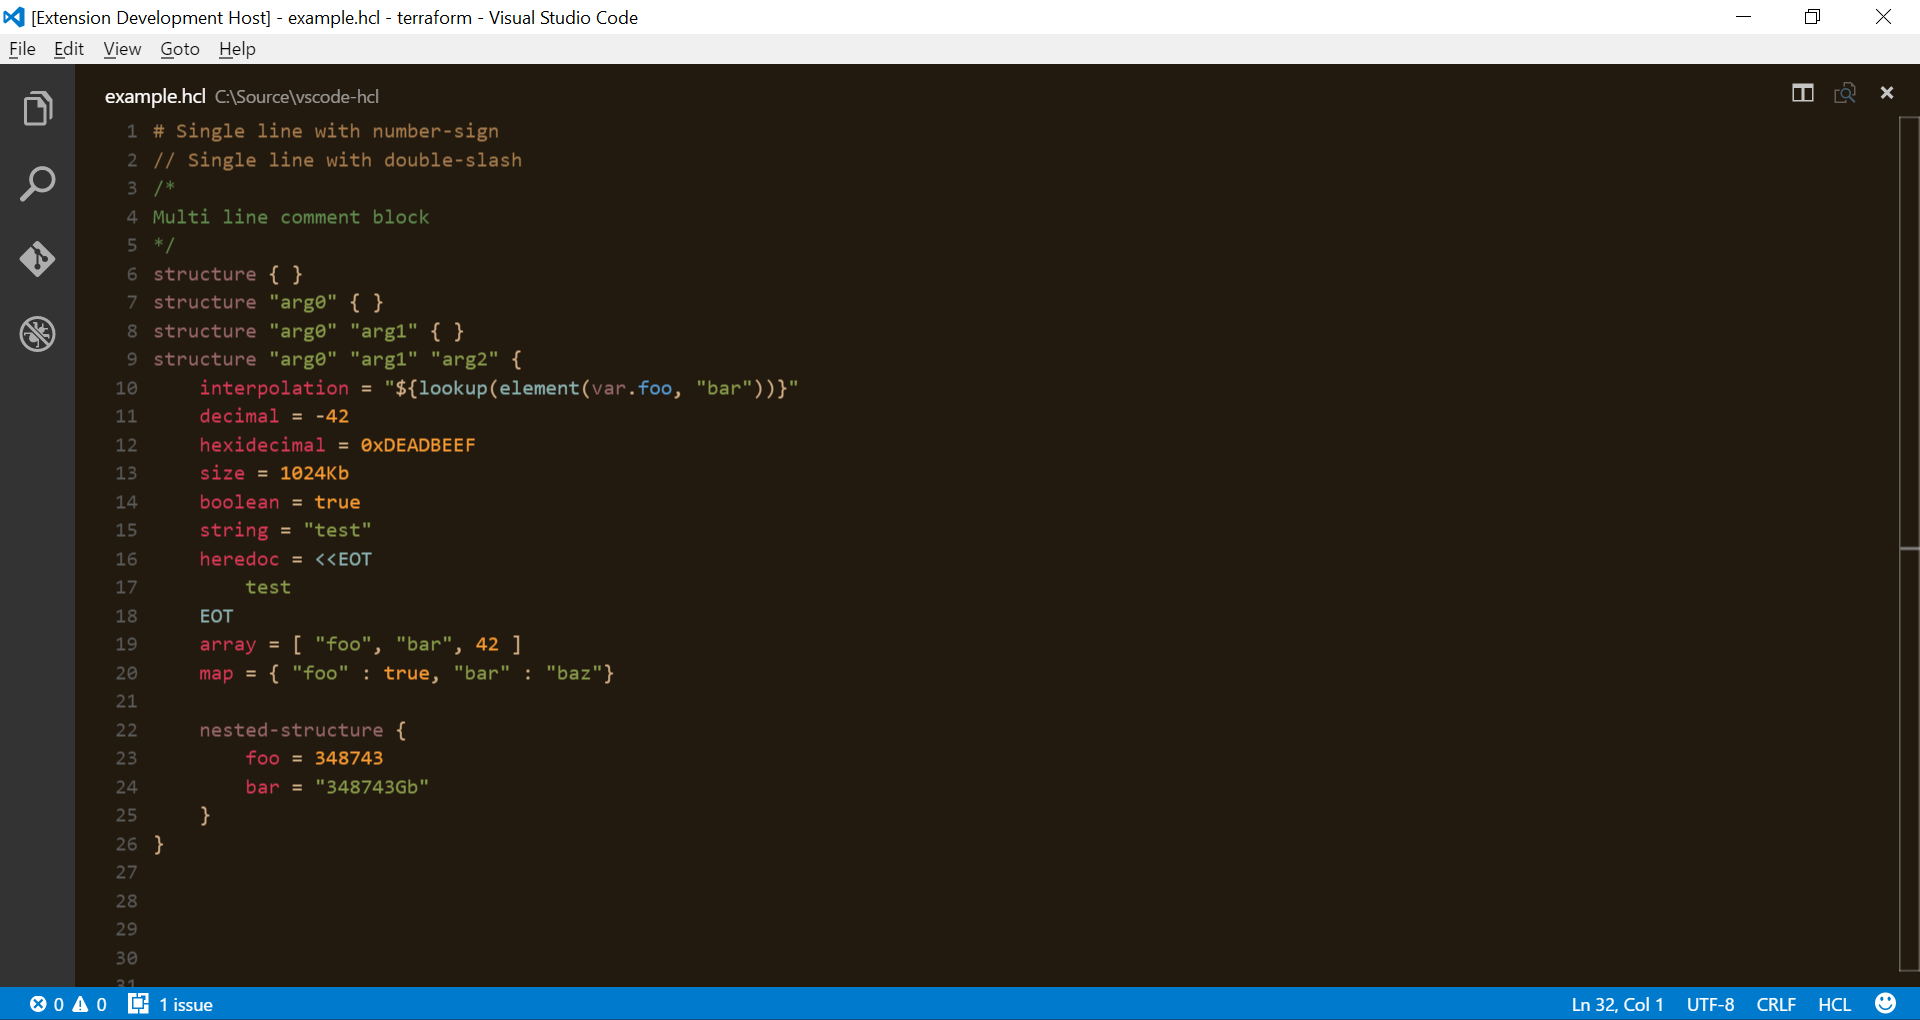 [Extension Development Host] - example.hcl - terraform - Visual Studio Code
File Edit View Goto Help
example.hcl C:\Source\vscode-hcl
1 # Single line with number-sign
2 // Single line with double-slash
3 /*
4 Multi line comment block
5 */
6 structure { }
7 structure "arg0" { }
8 structure "arg0" "arg1" { }
9 structure "arg0" "arg1" "arg2" {
10     interpolation = "${lookup(element(var.foo, "bar"))}"
11     decimal = -42
12     hexidecimal = 0xDEADBEEF
13     size = 1024Kb
14     boolean = true
15     string = "test"
16     heredoc = <<EOT
17         test
18     EOT
19     array = [ "foo", "bar", 42 ]
20     map = { "foo" : true, "bar" : "baz"}
21
22     nested-structure {
23         foo = 348743
24         bar = "348743Gb"
25     }
26 }
27
28
29
30
31
0 0 1 issue Ln 32, Col 1 UTF-8 CRLF HCL